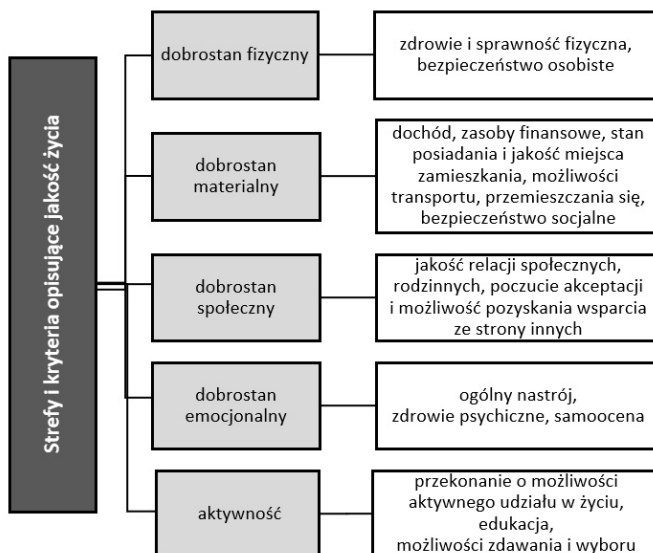 Strefy i kryteria opisujące jakość życia
dobrostan fizyczny
zdrowie i sprawność fizyczna,
bezpieczeństwo osobiste
dobrostan
materialny
dochód, zasoby finansowe, stan
posiadania i jakość miejsca
zamieszkania, możliwości
transportu, przemieszczania się,
bezpieczeństwo socjalne
dobrostan
społeczny
jakość relacji społecznych,
rodzinnych, poczucie akceptacji
i możliwość pozyskania wsparcia
ze strony innych
dobrostan
emocjonalny
ogólny nastrój,
zdrowie psychiczne, samoocena
aktywność
przekonanie o możliwości
aktywnego udziału w życiu,
edukacja,
możliwości zdawania i wyboru